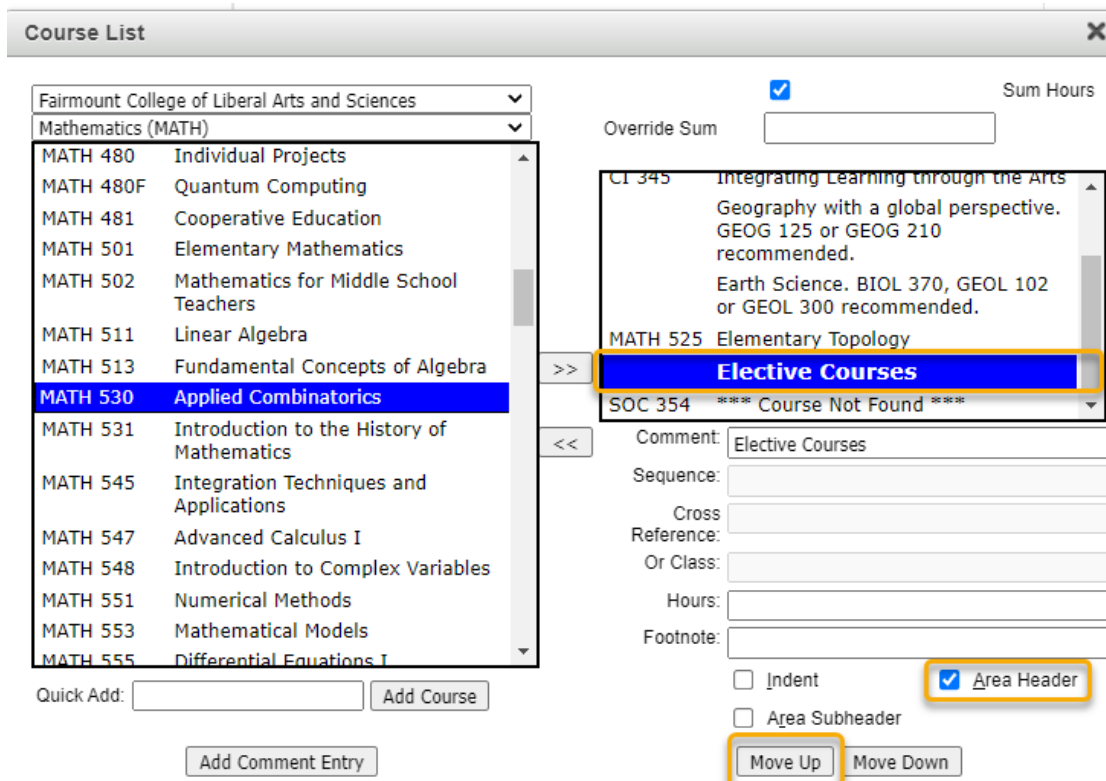 Course List
Fairmount College of Liberal Arts and Sciences
Mathematics (MATH)
MATH 480 Individual Projects
MATH 480F Quantum Computing
MATH 481 Cooperative Education
MATH 501 Elementary Mathematics
MATH 502 Mathematics for Middle School
Teachers
MATH 511 Linear Algebra
MATH 513 Fundamental Concepts of Algebra
MATH 530 Applied Combinatorics
MATH 531 Introduction to the History of
Mathematics
MATH 545 Integration Techniques and
Applications
MATH 547 Advanced Calculus I
MATH 548 Introduction to Complex Variables
MATH 551 Numerical Methods
MATH 553 Mathematical Models
MATH 555 Differential Equations I
Quick Add:
Add Course
Add Comment Entry
>>
<<
Sum Hours
Override Sum
CI 345 Integrating Learning through the Arts
Geography with a global perspective.
GEOG 125 or GEOG 210
recommended.
Earth Science. BIOL 370, GEOL 102
or GEOL 300 recommended.
MATH 525 Elementary Topology
Elective Courses
SOC 354 *** Course Not Found ***
Comment: Elective Courses
Sequence:
Cross
Reference:
Or Class:
Hours:
Footnote:
Indent
Area Header
Area Subheader
Move Up
Move Down